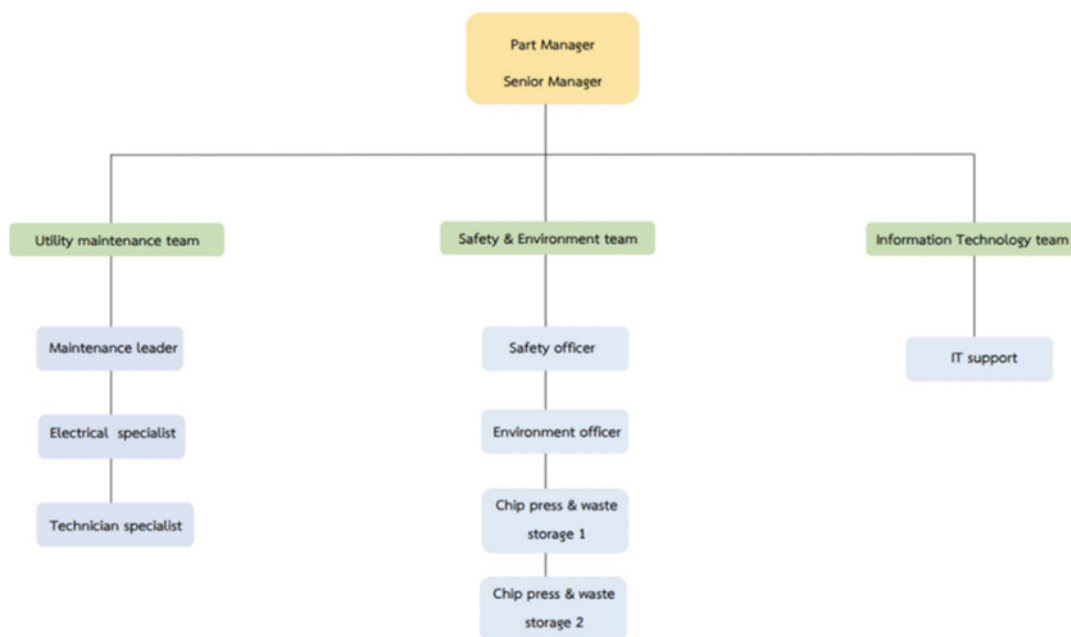 Part Manager
Senior Manager
Utility maintenance team
Safety & Environment team
Information Technology team
Maintenance leader
Electrical specialist
Technician specialist
Safety officer
Environment officer
Chip press & waste
storage 1
Chip press & waste
storage 2
IT support